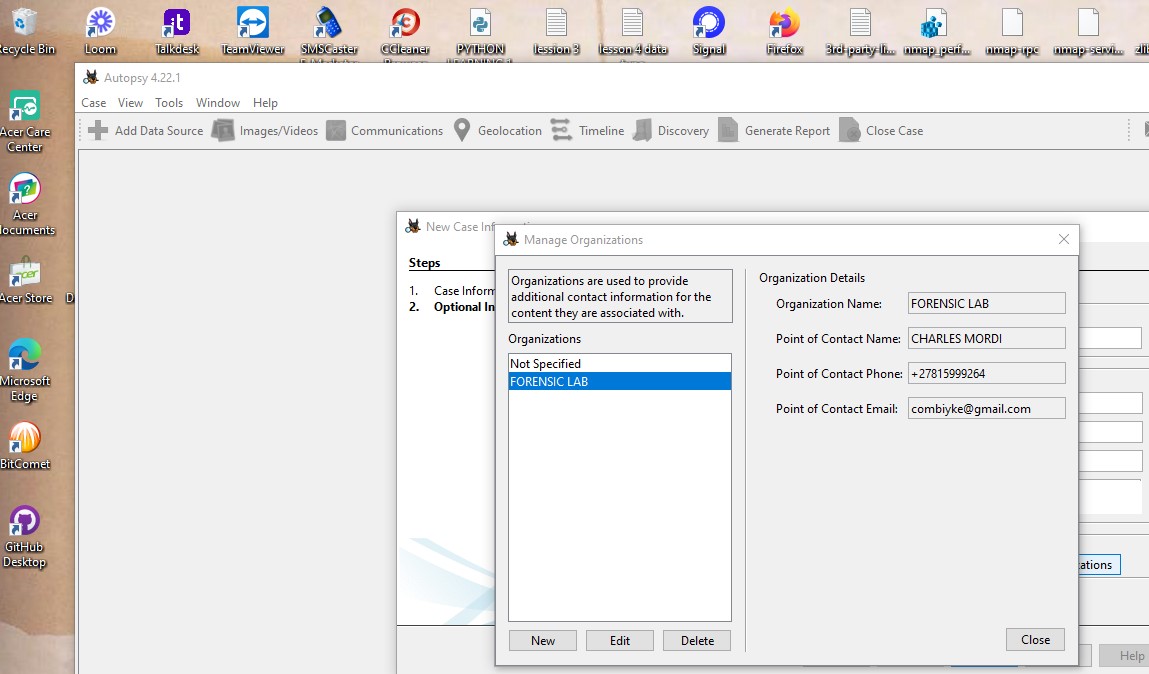 Recycle Bin
Loom
Talkdesk
TeamViewer
SMSCaster
CCleaner
PYTHON
lession 3
lesson 4 data
Signal
Firefox
3rd-party-li...
nmap_perf...
nmap-rpc
nmap-servi...
LEARNING
Autopsy 4.22.1
Case View Tools Window Help
Add Data Source Images/Videos Communications Geolocation Timeline Discovery Generate Report Close Case
Acer Care
Center
Acer
Documents
Acer Store
Microsoft
Edge
BitComet
GitHub
Desktop
New Case Inf
Steps
1. Case Inform
2. Optional In
Manage Organizations
Organizations are used to provide
additional contact information for the
content they are associated with.
Organizations
Not Specified
FORENSIC LAB
New Edit Delete
Organization Details
Organization Name: FORENSIC LAB
Point of Contact Name: CHARLES MORDI
Point of Contact Phone: +27815999264
Point of Contact Email: combiyke@gmail.com
Close
ations
Help